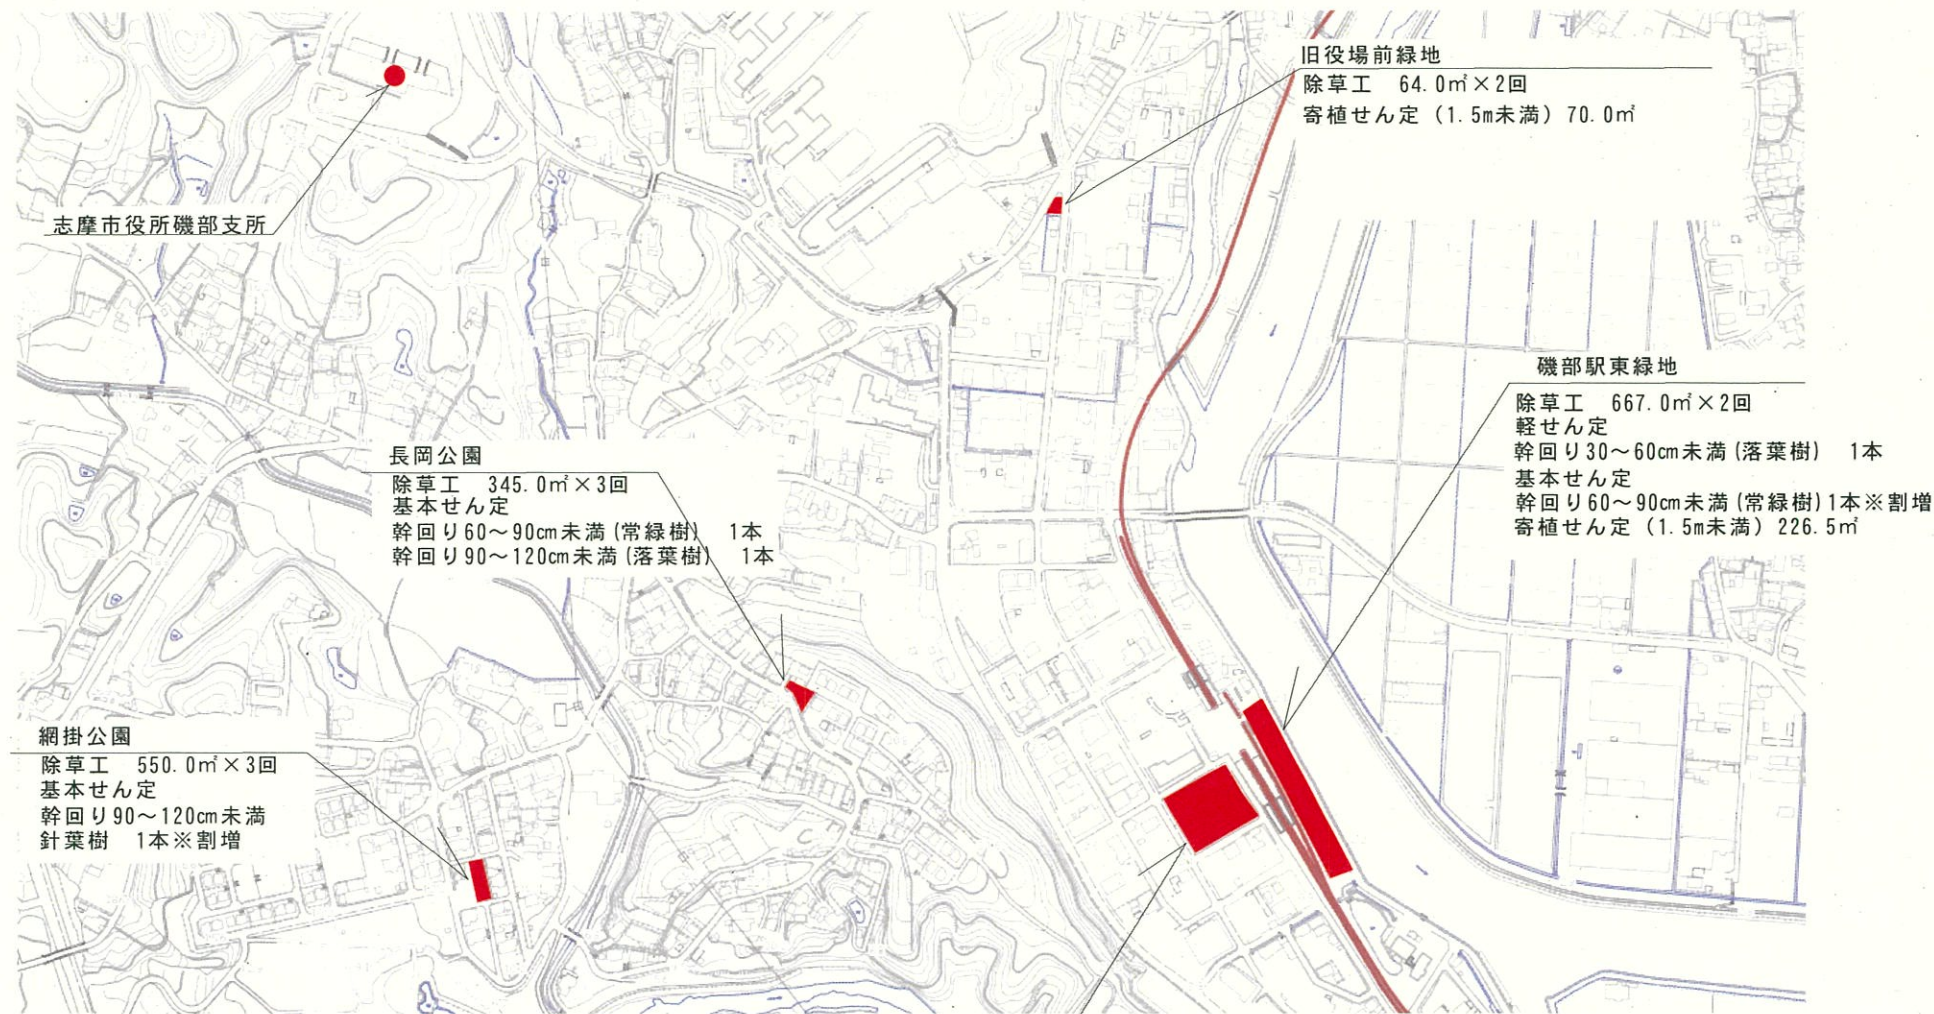 旧役場前緑地
除草工 64.0㎡×2回
寄植せん定（1.5m未満）70.0㎡
志摩市役所磯部支所
磯部駅東緑地
除草工 667.0㎡×2回
軽せん定
幹回り30～60cm未満(落葉樹) 1本
基本せん定
幹回り60～90cm未満(常緑樹)1本※割増
寄植せん定（1.5m未満）226.5㎡
長岡公園
除草工 345.0㎡×3回
基本せん定
幹回り60～90cm未満(常緑樹) 1本
幹回り90～120cm未満(落葉樹) 1本
網掛公園
除草工 550.0㎡×3回
基本せん定
幹回り90～120cm未満
針葉樹 1本※割増